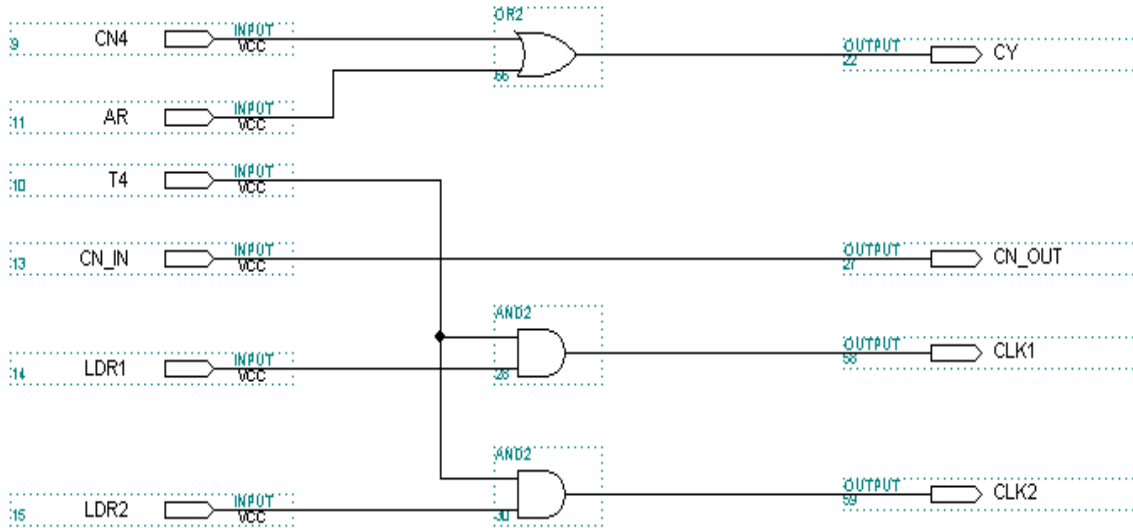 OR2
9 CN4 INPUT VCC
66
OUTPUT 22 CY
11 AR INPUT VCC
10 T4 INPUT VCC
13 CN_IN INPUT VCC
OUTPUT 27 CN_OUT
AND2
28
14 LDR1 INPUT VCC
OUTPUT 58 CLK1
AND2
30
15 LDR2 INPUT VCC
OUTPUT 59 CLK2